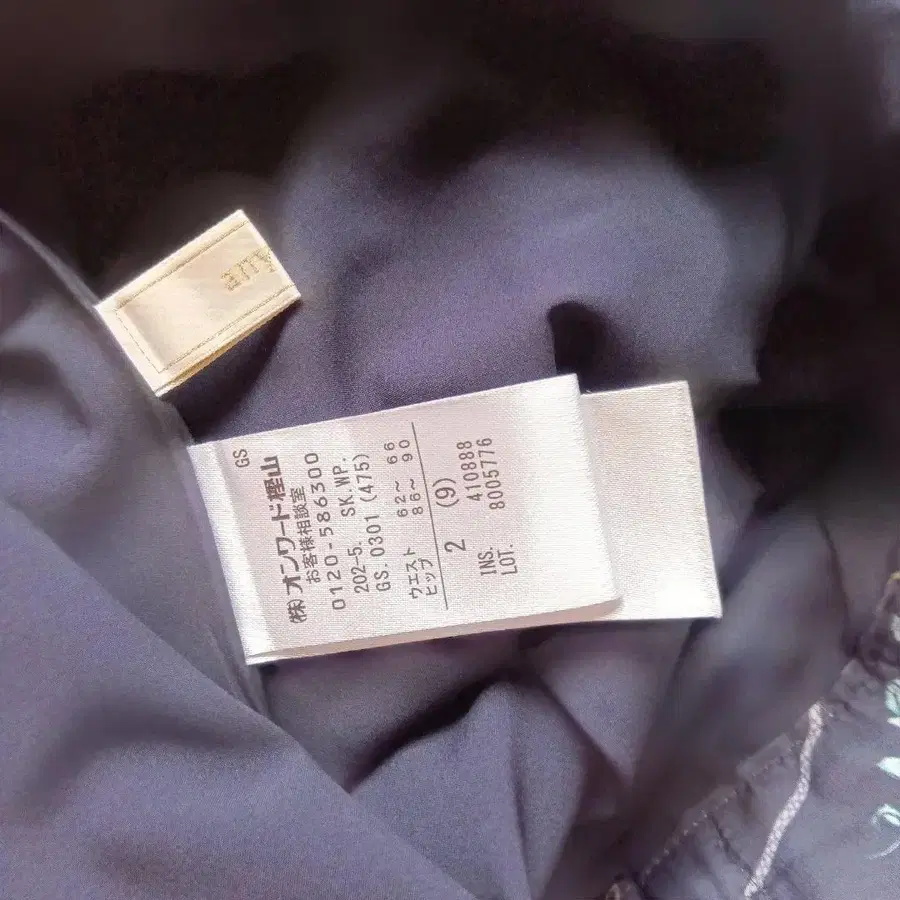 GS
㈱オンワード樫山
お客様相談室
0120-586300
202-5. SK.WP.
GS. 0301 (475)
ウエスト 62～ 66
ヒップ 86～ 90
2 (9)
INS. 410888
LOT. 8005776
any